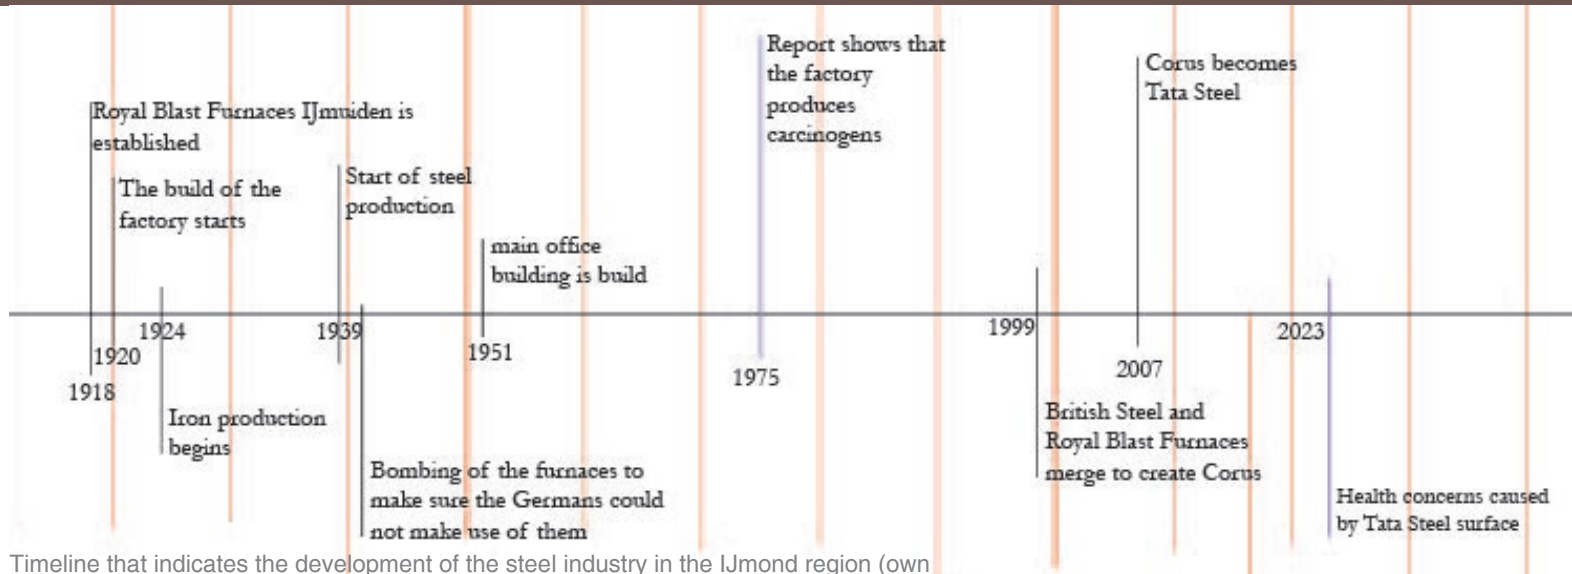 Royal Blast Furnaces IJmuiden is
established
1918
The build of the
factory starts
1920
1924
Iron production
begins
Start of steel
production
1939
Bombing of the furnaces to
make sure the Germans could
not make use of them
main office
building is build
1951
Report shows that
the factory
produces
carcinogens
1975
1999
British Steel and
Royal Blast Furnaces
merge to create Corus
Corus becomes
Tata Steel
2007
2023
Health concerns caused
by Tata Steel surface
Timeline that indicates the development of the steel industry in the IJmond region (own